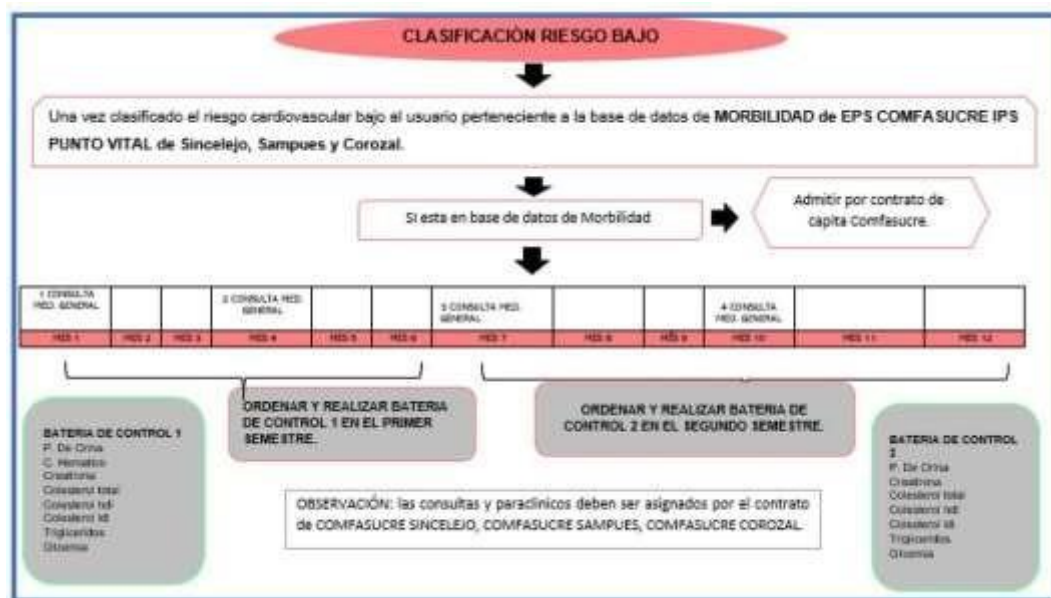 CLASIFICACIÒN RIESGO BAJO
Una vez clasificado el riesgo cardiovascular bajo al usuario perteneciente a la base de datos de MORBILIDAD de EPS COMFASUCRE IPS
PUNTO VITAL de Sincelejo, Sampues y Corozal.
SI esta en base de datos de Morbilidad
Admitir por contrato de
capita Comfasucre.
1 CONSULTA
MED. GENERAL
2 CONSULTA MED.
GENERAL
3 CONSULTA MED.
GENERAL
4 CONSULTA
MED. GENERAL
MES 1
MES 2
MES 3
MES 4
MES 5
MES 6
MES 7
MES 8
MES 9
MES 10
MES 11
MES 12
ORDENAR Y REALIZAR BATERIA
DE CONTROL 1 EN EL PRIMER
SEMESTRE.
ORDENAR Y REALIZAR BATERIA DE
CONTROL 2 EN EL SEGUNDO SEMESTRE.
BATERIA DE CONTROL 1
P. De Orina
C. Hematico
Creatinina
Colesterol total
Colesterol hdl
Colesterol ldl
Trigliceridos
Glicemia
BATERIA DE CONTROL
2
P. De Orina
Creatinina
Colesterol total
Colesterol hdl
Colesterol ldl
Trigliceridos
Glicemia
OBSERVACIÓN: las consultas y paraclinicos deben ser asignados por el contrato
de COMFASUCRE SINCELEJO, COMFASUCRE SAMPUES, COMFASUCRE COROZAL.